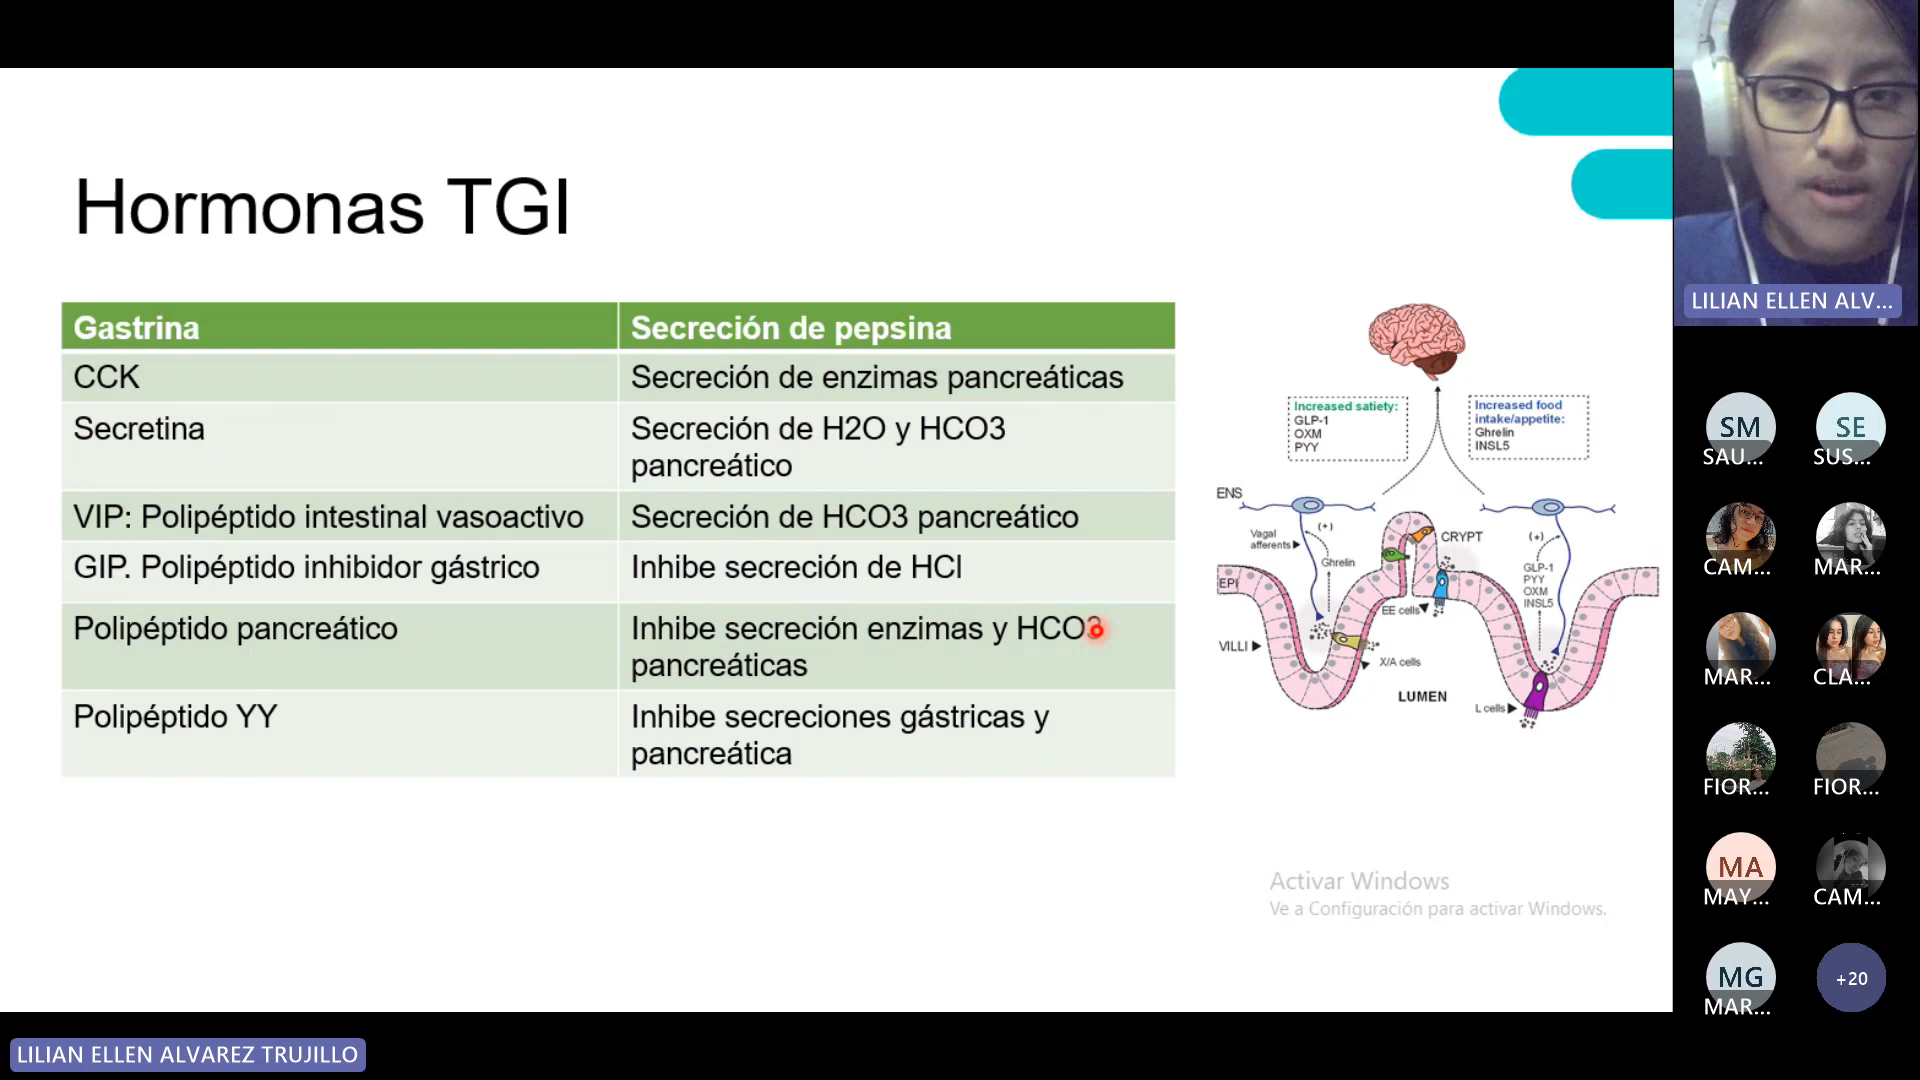 Hormonas TGI
Gastrina
Secreción de pepsina
CCK
Secreción de enzimas pancreáticas
Secretina
Secreción de H2O y HCO3
pancreático
VIP: Polipéptido intestinal vasoactivo
Secreción de HCO3 pancreático
GIP. Polipéptido inhibidor gástrico
Inhibe secreción de HCl
Polipéptido pancreático
Inhibe secreción enzimas y HCO3
pancreáticas
Polipéptido YY
Inhibe secreciones gástricas y
pancreática
Increased satiety:
GLP-1
OXM
PYY
Increased food
intake/appetite:
Ghrelin
INSL5
ENS
Vagal
afferents
(+)
Ghrelin
CRYPT
(+)
GLP-1
PYY
OXM
INSL5
EPI
EE cells
VILLI
X/A cells
LUMEN
L cells
Activar Windows
Ve a Configuración para activar Windows.
LILIAN ELLEN ALV...
SM
SAU...
SE
SUS...
CAM...
MAR...
MAR...
CLA...
FIOR...
FIOR...
MA
MAY...
CAM...
MG
MAR...
+20
LILIAN ELLEN ALVAREZ TRUJILLO